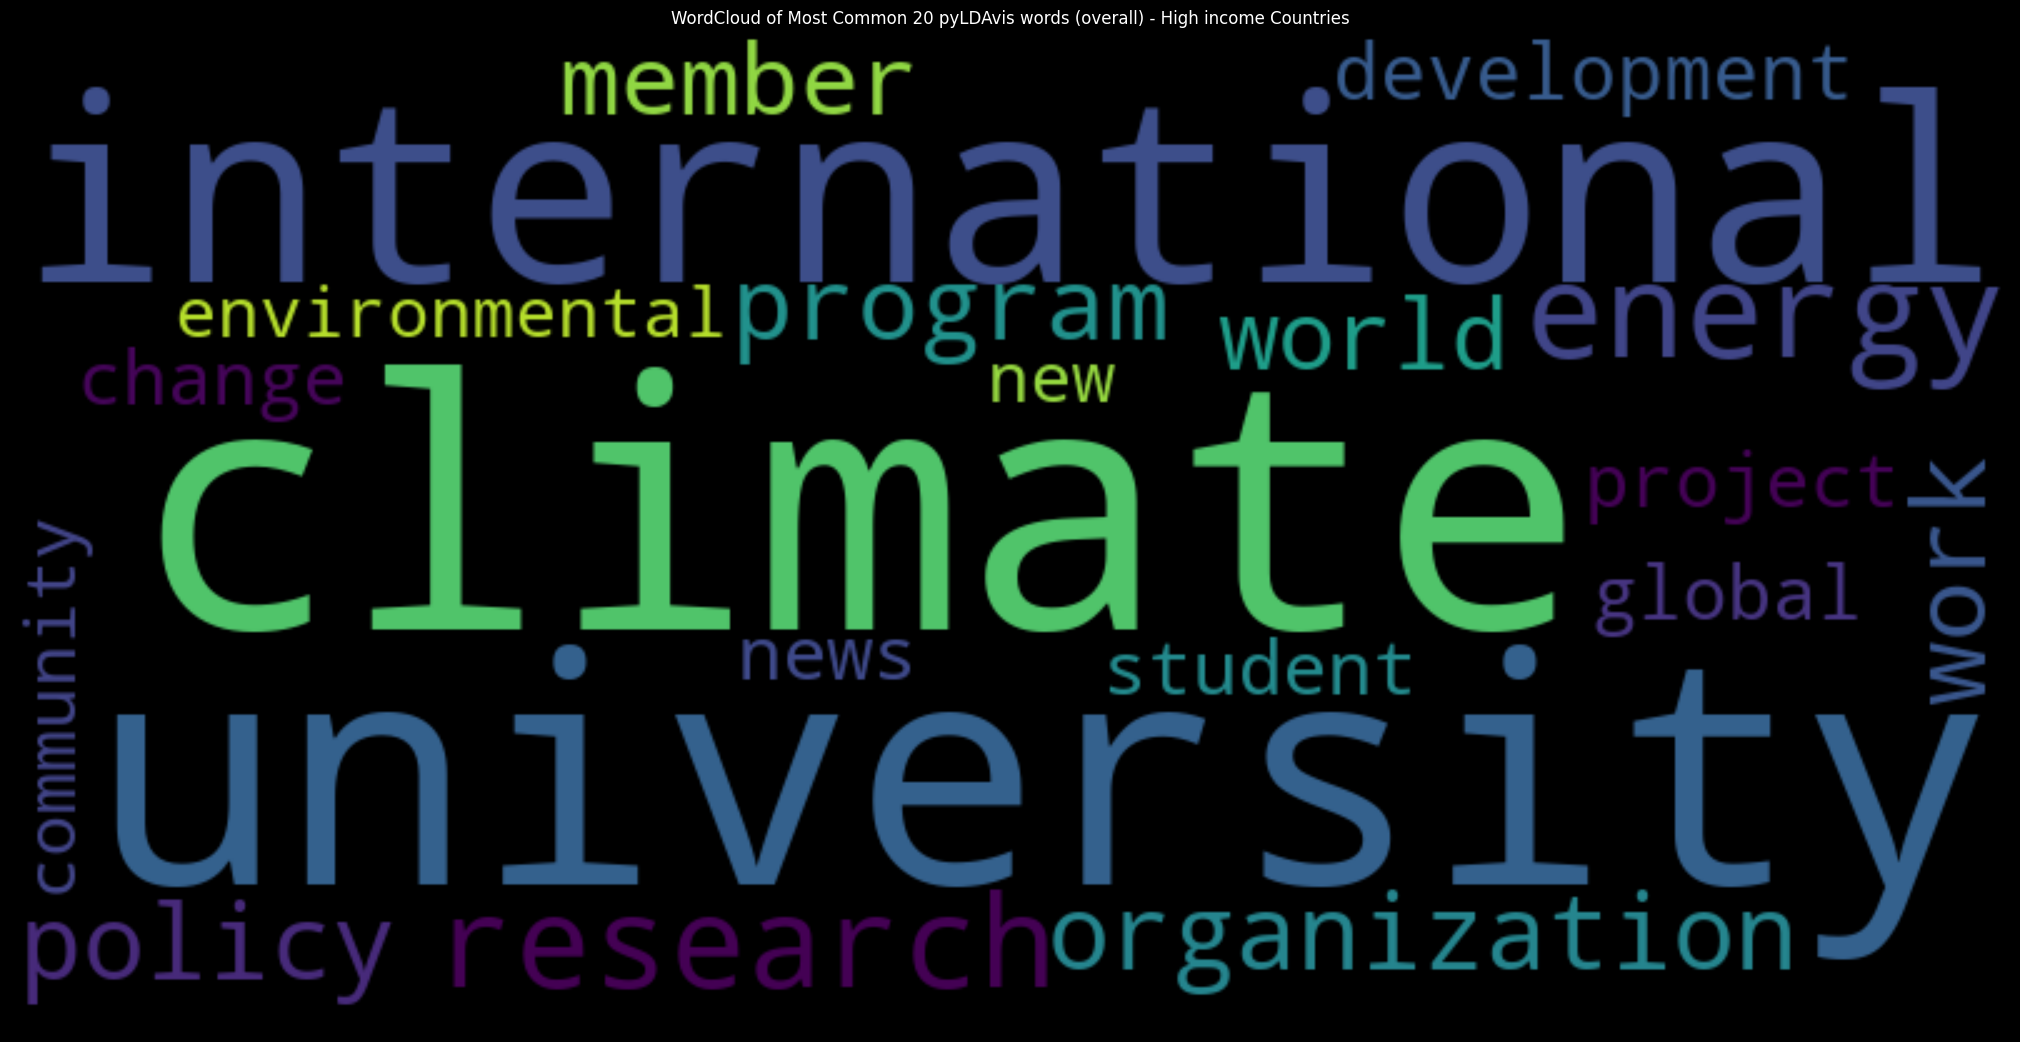 WordCloud of Most Common 20 pyLDAvis words (overall) - High income Countries
member
development
international
environmental
program
world
energy
change
new
climate
project
work
global
community
news
student
university
policy
research
organization